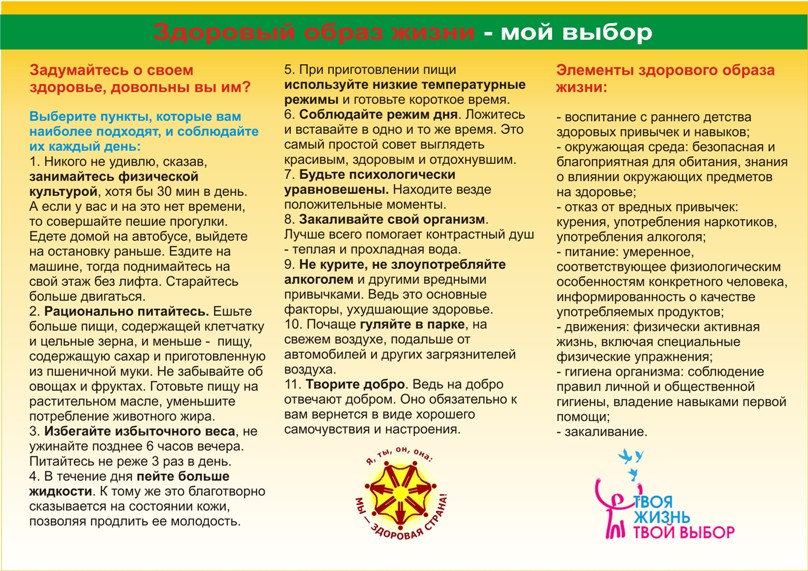 Здоровый образ жизни - мой выбор
Задумайтесь о своем
здоровье, довольны вы им?
Выберите пункты, которые вам
наиболее подходят, и соблюдайте
их каждый день:
1. Никого не удивлю, сказав,
занимайтесь физической
культурой, хотя бы 30 мин в день.
А если у вас и на это нет времени,
то совершайте пешие прогулки.
Едете домой на автобусе, выйдете
на остановку раньше. Ездите на
машине, тогда поднимайтесь на
свой этаж без лифта. Старайтесь
больше двигаться.
2. Рационально питайтесь. Ешьте
больше пищи, содержащей клетчатку
и цельные зерна, и меньше - пищу,
содержащую сахар и приготовленную
из пшеничной муки. Не забывайте об
овощах и фруктах. Готовьте пищу на
растительном масле, уменьшите
потребление животного жира.
3. Избегайте избыточного веса, не
ужинайте позднее 6 часов вечера.
Питайтесь не реже 3 раз в день.
4. В течение дня пейте больше
жидкости. К тому же это благотворно
сказывается на состоянии кожи,
позволяя продлить ее молодость.
5. При приготовлении пищи
используйте низкие температурные
режимы и готовьте короткое время.
6. Соблюдайте режим дня. Ложитесь
и вставайте в одно и то же время. Это
самый простой совет выглядеть
красивым, здоровым и отдохнувшим.
7. Будьте психологически
уравновешены. Находите везде
положительные моменты.
8. Закаливайте свой организм.
Лучше всего помогает контрастный душ
- теплая и прохладная вода.
9. Не курите, не злоупотребляйте
алкоголем и другими вредными
привычками. Ведь это основные
факторы, ухудшающие здоровье.
10. Почаще гуляйте в парке, на
свежем воздухе, подальше от
автомобилей и других загрязнителей
воздуха.
11. Творите добро. Ведь на добро
отвечают добром. Оно обязательно к
вам вернется в виде хорошего
самочувствия и настроения.
Я, ты, он, она:
МЫ — ЗДОРОВАЯ СТРАНА!
Элементы здорового образа
жизни:
- воспитание с раннего детства
здоровых привычек и навыков;
- окружающая среда: безопасная и
благоприятная для обитания, знания
о влиянии окружающих предметов
на здоровье;
- отказ от вредных привычек:
курения, употребления наркотиков,
употребления алкоголя;
- питание: умеренное,
соответствующее физиологическим
особенностям конкретного человека,
информированность о качестве
употребляемых продуктов;
- движения: физически активная
жизнь, включая специальные
физические упражнения;
- гигиена организма: соблюдение
правил личной и общественной
гигиены, владение навыками первой
помощи;
- закаливание.
ТВОЯ
ЖИЗНЬ
ТВОЙ ВЫБОР